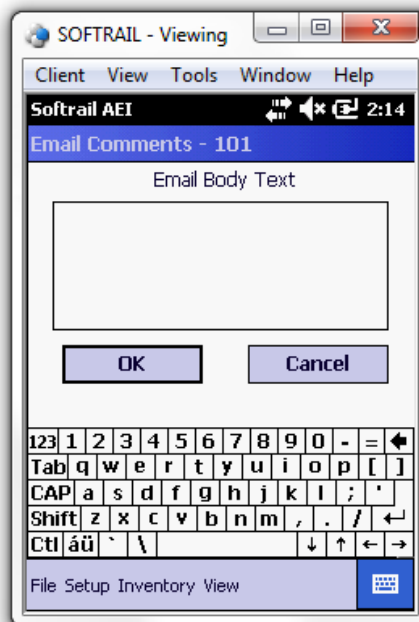 SOFTRAIL - Viewing
Client View Tools Window Help
Softrail AEI 2:14
Email Comments - 101
Email Body Text
OK Cancel
123 1 2 3 4 5 6 7 8 9 0 - =
Tab q w e r t y u i o p [ ]
CAP a s d f g h j k l ; '
Shift z x c v b n m , . /
Ctl áü ` \ ↓ ↑ ← →
File Setup Inventory View